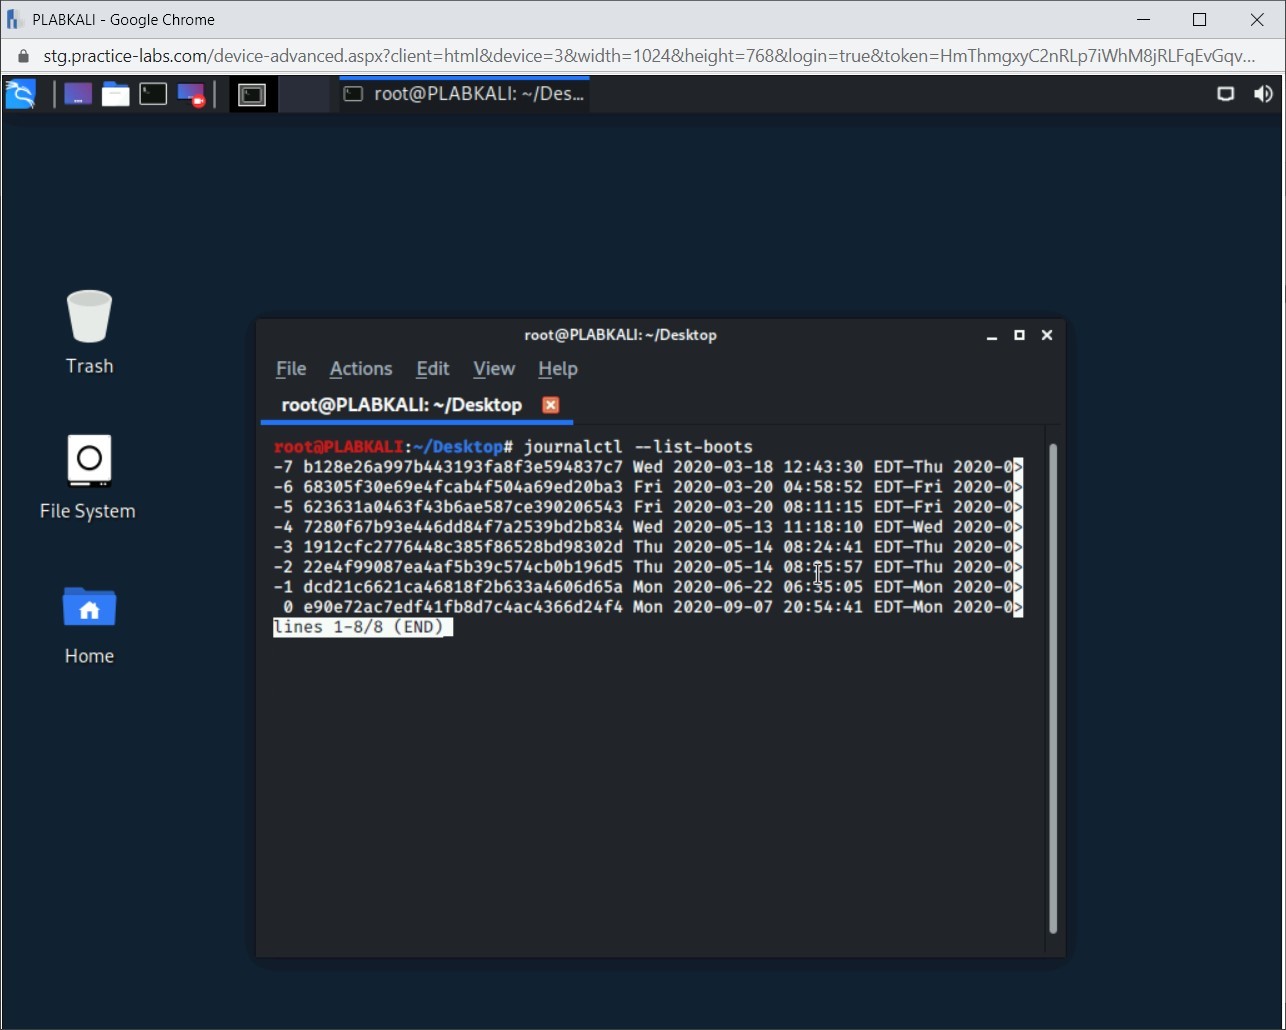 PLABKALI - Google Chrome
stg.practice-labs.com/device-advanced.aspx?client=html&device=3&width=1024&height=768&login=true&token=HmThmgxyC2nRLp7iWhM8jRLFqEvGqv...
root@PLABKALI: ~/Des...
Trash
File System
Home
root@PLABKALI: ~/Desktop
File Actions Edit View Help
root@PLABKALI: ~/Desktop
root@PLABKALI:~/Desktop# journalctl --list-boots
-7 b128e26a997b443193fa8f3e594837c7 Wed 2020-03-18 12:43:30 EDT—Thu 2020-0>
-6 68305f30e69e4fcab4f504a69ed20ba3 Fri 2020-03-20 04:58:52 EDT—Fri 2020-0>
-5 623631a0463f43b6ae587ce390206543 Fri 2020-03-20 08:11:15 EDT—Fri 2020-0>
-4 7280f67b93e446dd84f7a2539bd2b834 Wed 2020-05-13 11:18:10 EDT—Wed 2020-0>
-3 1912cfc2776448c385f86528bd98302d Thu 2020-05-14 08:24:41 EDT—Thu 2020-0>
-2 22e4f99087ea4af5b39c574cb0b196d5 Thu 2020-05-14 EDT—Thu 2020-0>
-1 dcd21c6621ca46818f2b633a4606d65a Mon 2020-06-22 06:35:05 EDT—Mon 2020-0>
0 e90e72ac7edf41fb8d7c4ac4366d24f4 Mon 2020-09-07 20:54:41 EDT—Mon 2020-0>
lines 1-8/8 (END)